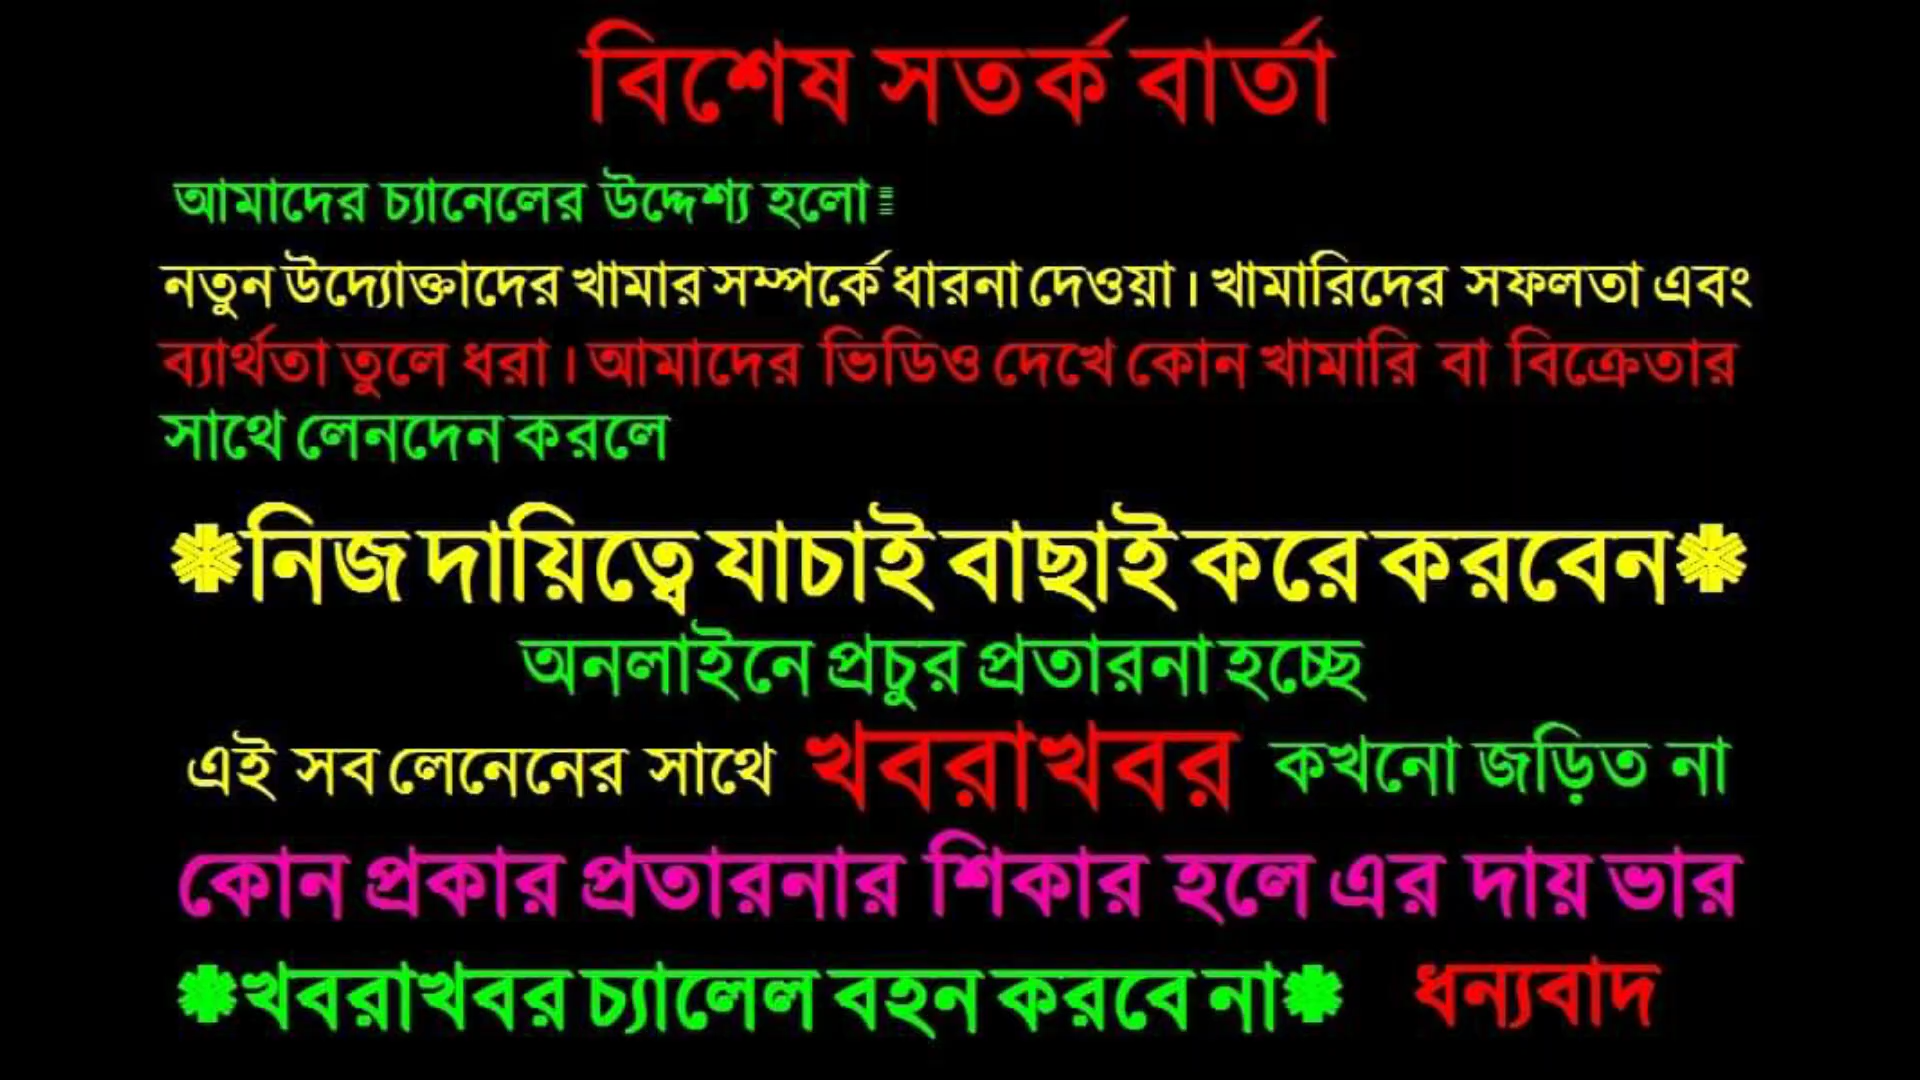 বিশেষ সতর্ক বার্তা
আমাদের চ্যানেলের উদ্দেশ্য হলো
নতুন উদ্যোক্তাদের খামার সম্পর্কে ধারনা দেওয়া। খামারিদের সফলতা এবং
ব্যার্থতা তুলে ধরা। আমাদের ভিডিও দেখে কোন খামারি বা বিক্রেতার
সাথে লেনদেন করলে
*নিজ দায়িত্বে যাচাই বাছাই করে করবেন*
অনলাইনে প্রচুর প্রতারনা হচ্ছে
এই সব লেনেনের সাথে খবরাখবর কখনো জড়িত না
কোন প্রকার প্রতারনার শিকার হলে এর দায় ভার
*খবরাখবর চ্যালেল বহন করবে না* ধন্যবাদ